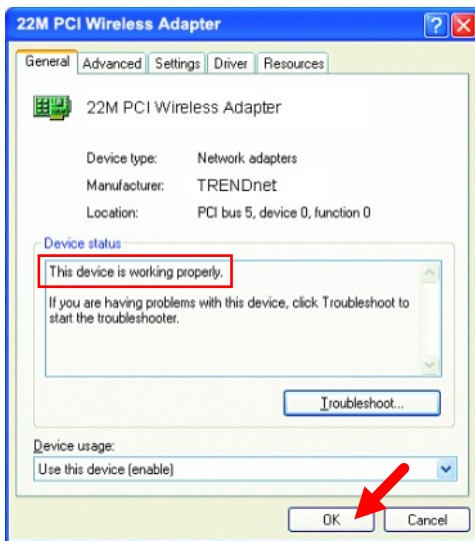 22M PCI Wireless Adapter
General Advanced Settings Driver Resources
22M PCI Wireless Adapter
Device type: Network adapters
Manufacturer: TRENDnet
Location: PCI bus 5, device 0, function 0
Device status
This device is working properly.
If you are having problems with this device, click Troubleshoot to
start the troubleshooter.
Troubleshoot...
Device usage:
Use this device (enable)
OK Cancel